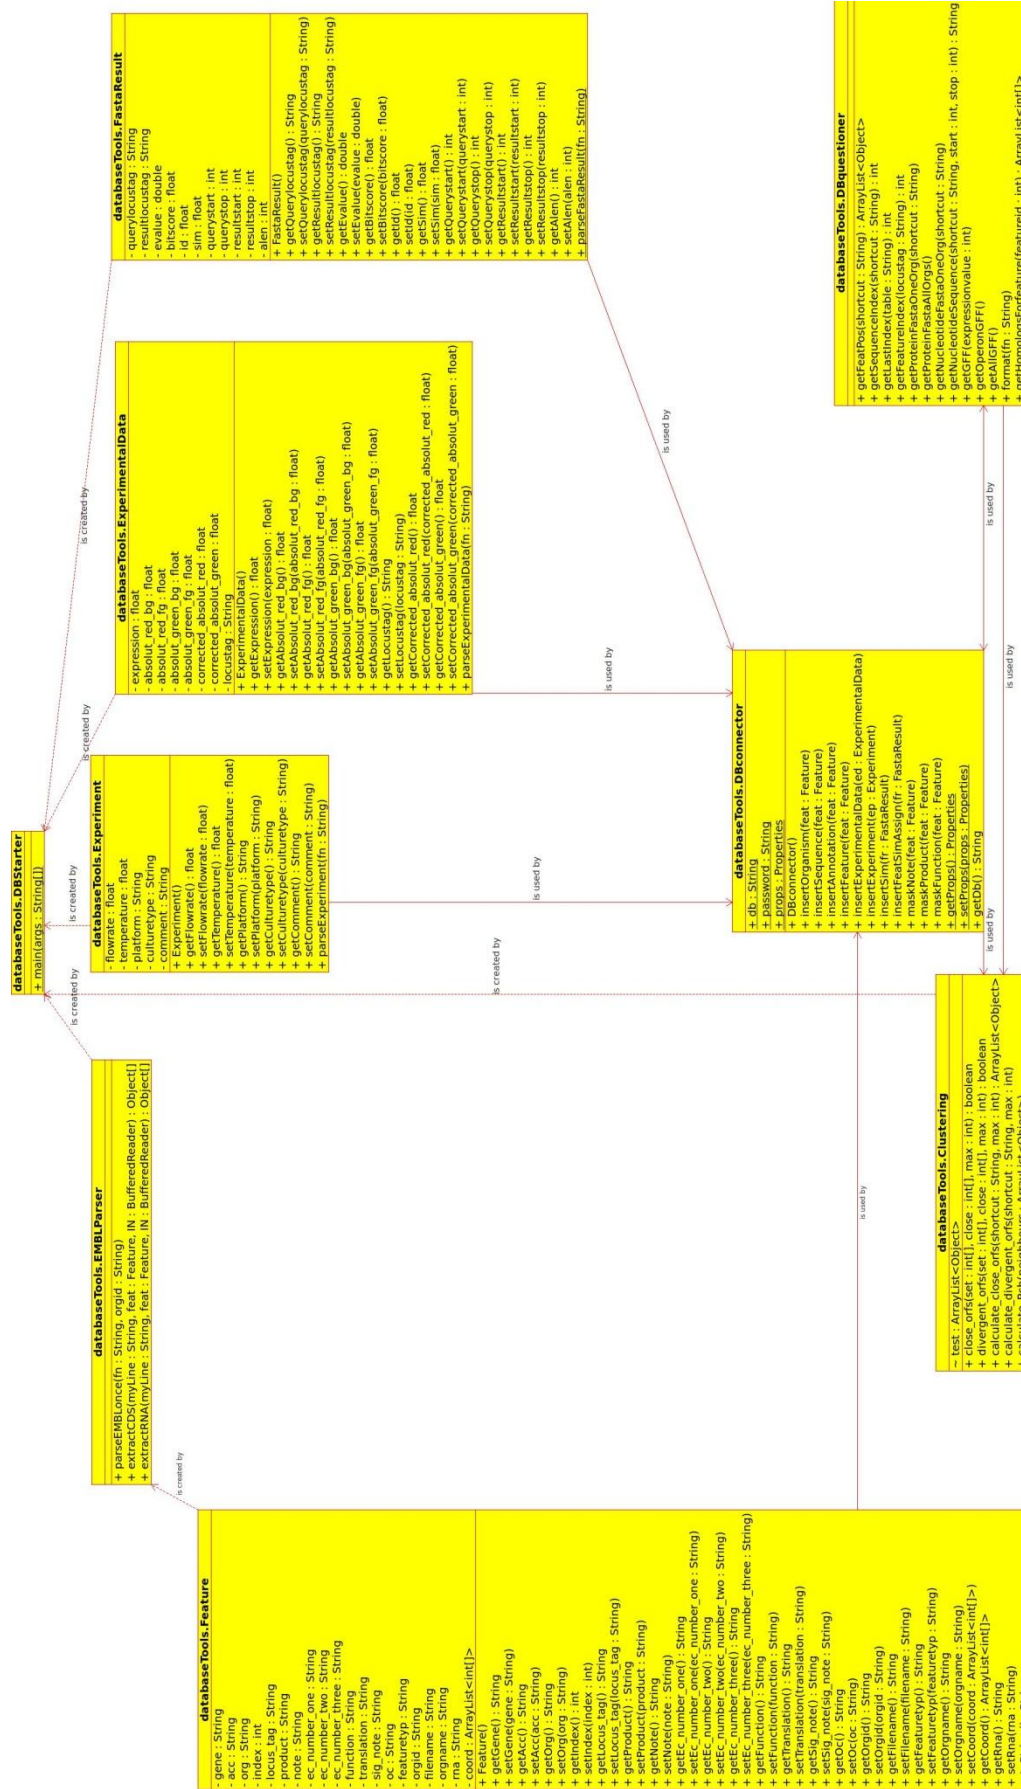 databaseTools.DBStarter
+ main(args : String[])
is created by
is created by
is created by
is created by
is created by
databaseTools.EMBLParser
+ parseEMBLonce(fn : String, orgid : String)
+ extractCDS(myLine : String, feat : Feature, IN : BufferedReader) : Object[]
+ extractRNA(myLine : String, feat : Feature, IN : BufferedReader) : Object[]
is created by
databaseTools.Experiment
- flowrate : float
- temperature : float
- platform : String
- culturetype : String
- comment : String
+ Experiment()
+ getFlowrate() : float
+ setFlowrate(flowrate : float)
+ getTemperature() : float
+ setTemperature(temperature : float)
+ getPlatform() : String
+ setPlatform(platform : String)
+ getCulturetype() : String
+ setCulturetype(culturetype : String)
+ getComment() : String
+ setComment(comment : String)
+ parseExperiment(fn : String)
databaseTools.ExperimentalData
- expression : float
- absolut_red_bg : float
- absolut_red_fg : float
- absolut_green_bg : float
- absolut_green_fg : float
- corrected_absolut_red : float
- corrected_absolut_green : float
- locustag : String
+ ExperimentalData()
+ getExpression() : float
+ setExpression(expression : float)
+ getAbsolut_red_bg() : float
+ setAbsolut_red_bg(absolut_red_bg : float)
+ getAbsolut_red_fg() : float
+ setAbsolut_red_fg(absolut_red_fg : float)
+ getAbsolut_green_bg() : float
+ setAbsolut_green_bg(absolut_green_bg : float)
+ getAbsolut_green_fg() : float
+ setAbsolut_green_fg(absolut_green_fg : float)
+ getLocustag() : String
+ setLocustag(locustag : String)
+ getCorrected_absolut_red() : float
+ setCorrected_absolut_red(corrected_absolut_red : float)
+ getCorrected_absolut_green() : float
+ setCorrected_absolut_green(corrected_absolut_green : float)
+ parseExperimentalData(fn : String)
databaseTools.FastaResult
- querylocustag : String
- resultlocustag : String
- evalue : double
- bitscore : float
- id : float
- sim : float
- querystart : int
- querystop : int
- resultstart : int
- resultstop : int
- alen : int
+ FastaResult()
+ getQuerylocustag() : String
+ setQuerylocustag(querylocustag : String)
+ getResultlocustag() : String
+ setResultlocustag(resultlocustag : String)
+ getEvalue() : double
+ setEvalue(evalue : double)
+ getBitscore() : float
+ setBitscore(bitscore : float)
+ getId() : float
+ setId(id : float)
+ getSim() : float
+ setSim(sim : float)
+ getQuerystart() : int
+ setQuerystart(querystart : int)
+ getQuerystop() : int
+ setQuerystop(querystop : int)
+ getResultstart() : int
+ setResultstart(resultstart : int)
+ getResultstop() : int
+ setResultstop(resultstop : int)
+ getAlen() : int
+ setAlen(alen : int)
+ parseFastaResult(fn : String)
databaseTools.Feature
- gene : String
- acc : String
- org : String
- index : int
- locus_tag : String
- product : String
- note : String
- ec_number_one : String
- ec_number_two : String
- ec_number_three : String
- function : String
- translation : String
- sig_note : String
- oc : String
- featuretyp : String
- orgid : String
- filename : String
- orgname : String
- rna : String
- coord : ArrayList<int[]>
+ Feature()
+ getGene() : String
+ setGene(gene : String)
+ getAcc() : String
+ setAcc(acc : String)
+ getOrg() : String
+ setOrg(org : String)
+ getIndex() : int
+ setIndex(index : int)
+ getLocus_tag() : String
+ setLocus_tag(locus_tag : String)
+ getProduct() : String
+ setProduct(product : String)
+ getNote() : String
+ setNote(note : String)
+ getEc_number_one() : String
+ setEc_number_one(ec_number_one : String)
+ getEc_number_two() : String
+ setEc_number_two(ec_number_two : String)
+ getEc_number_three() : String
+ setEc_number_three(ec_number_three : String)
+ getFunction() : String
+ setFunction(function : String)
+ getTranslation() : String
+ setTranslation(translation : String)
+ getSig_note() : String
+ setSig_note(sig_note : String)
+ getOc() : String
+ setOc(oc : String)
+ getOrgid() : String
+ setOrgid(orgid : String)
+ getFilename() : String
+ setFilename(filename : String)
+ getFeaturetyp() : String
+ setFeaturetyp(featuretyp : String)
+ getOrgname() : String
+ setOrgname(orgname : String)
+ setCoord(coord : ArrayList<int[]>)
+ getCoord() : ArrayList<int[]>
+ getRna() : String
+ setRna(rna : String)
is used by
is used by
is used by
is used by
databaseTools.DBconnector
+ db : String
- password : String
- props : Properties
+ DBconnector()
+ insertOrganism(feat : Feature)
+ insertSequence(feat : Feature)
+ insertAnnotation(feat : Feature)
+ insertFeature(feat : Feature)
+ insertExperimentalData(ed : ExperimentalData)
+ insertExperiment(ep : Experiment)
+ insertSim(fr : FastaResult)
+ insertFeatSimAssign(fr : FastaResult)
+ maskNote(feat : Feature)
+ maskProduct(feat : Feature)
+ maskFunction(feat : Feature)
+ getProps() : Properties
+ setProps(props : Properties)
+ getDb() : String
is used by
is used by
is used by
databaseTools.DBquestioner
+ getFeatPos(shortcut : String) : ArrayList<Object>
+ getSequenceIndex(shortcut : String) : int
+ getLastIndex(table : String) : int
+ getFeatureIndex(locustag : String) : int
+ getProteinFastaOneOrg(shortcut : String)
+ getProteinFastaAllOrgs()
+ getNucleotideFastaOneOrg(shortcut : String)
+ getNucleotideSequence(shortcut : String, start : int, stop : int) : String
+ getGFF(expressionvalue : int)
+ getOperonGFF()
+ getAllGFF()
+ format(fn : String)
+ getHomologsForfeature(featureid : int) : ArrayList<int[]>
databaseTools.Clustering
~ test : ArrayList<Object>
+ close_orfs(set : int[], close : int[], max : int) : boolean
+ divergent_orfs(set : int[], close : int[], max : int) : boolean
+ calculate_close_orfs(shortcut : String, max : int) : ArrayList<Object>
+ calculate_divergent_orfs(shortcut : String, max : int)